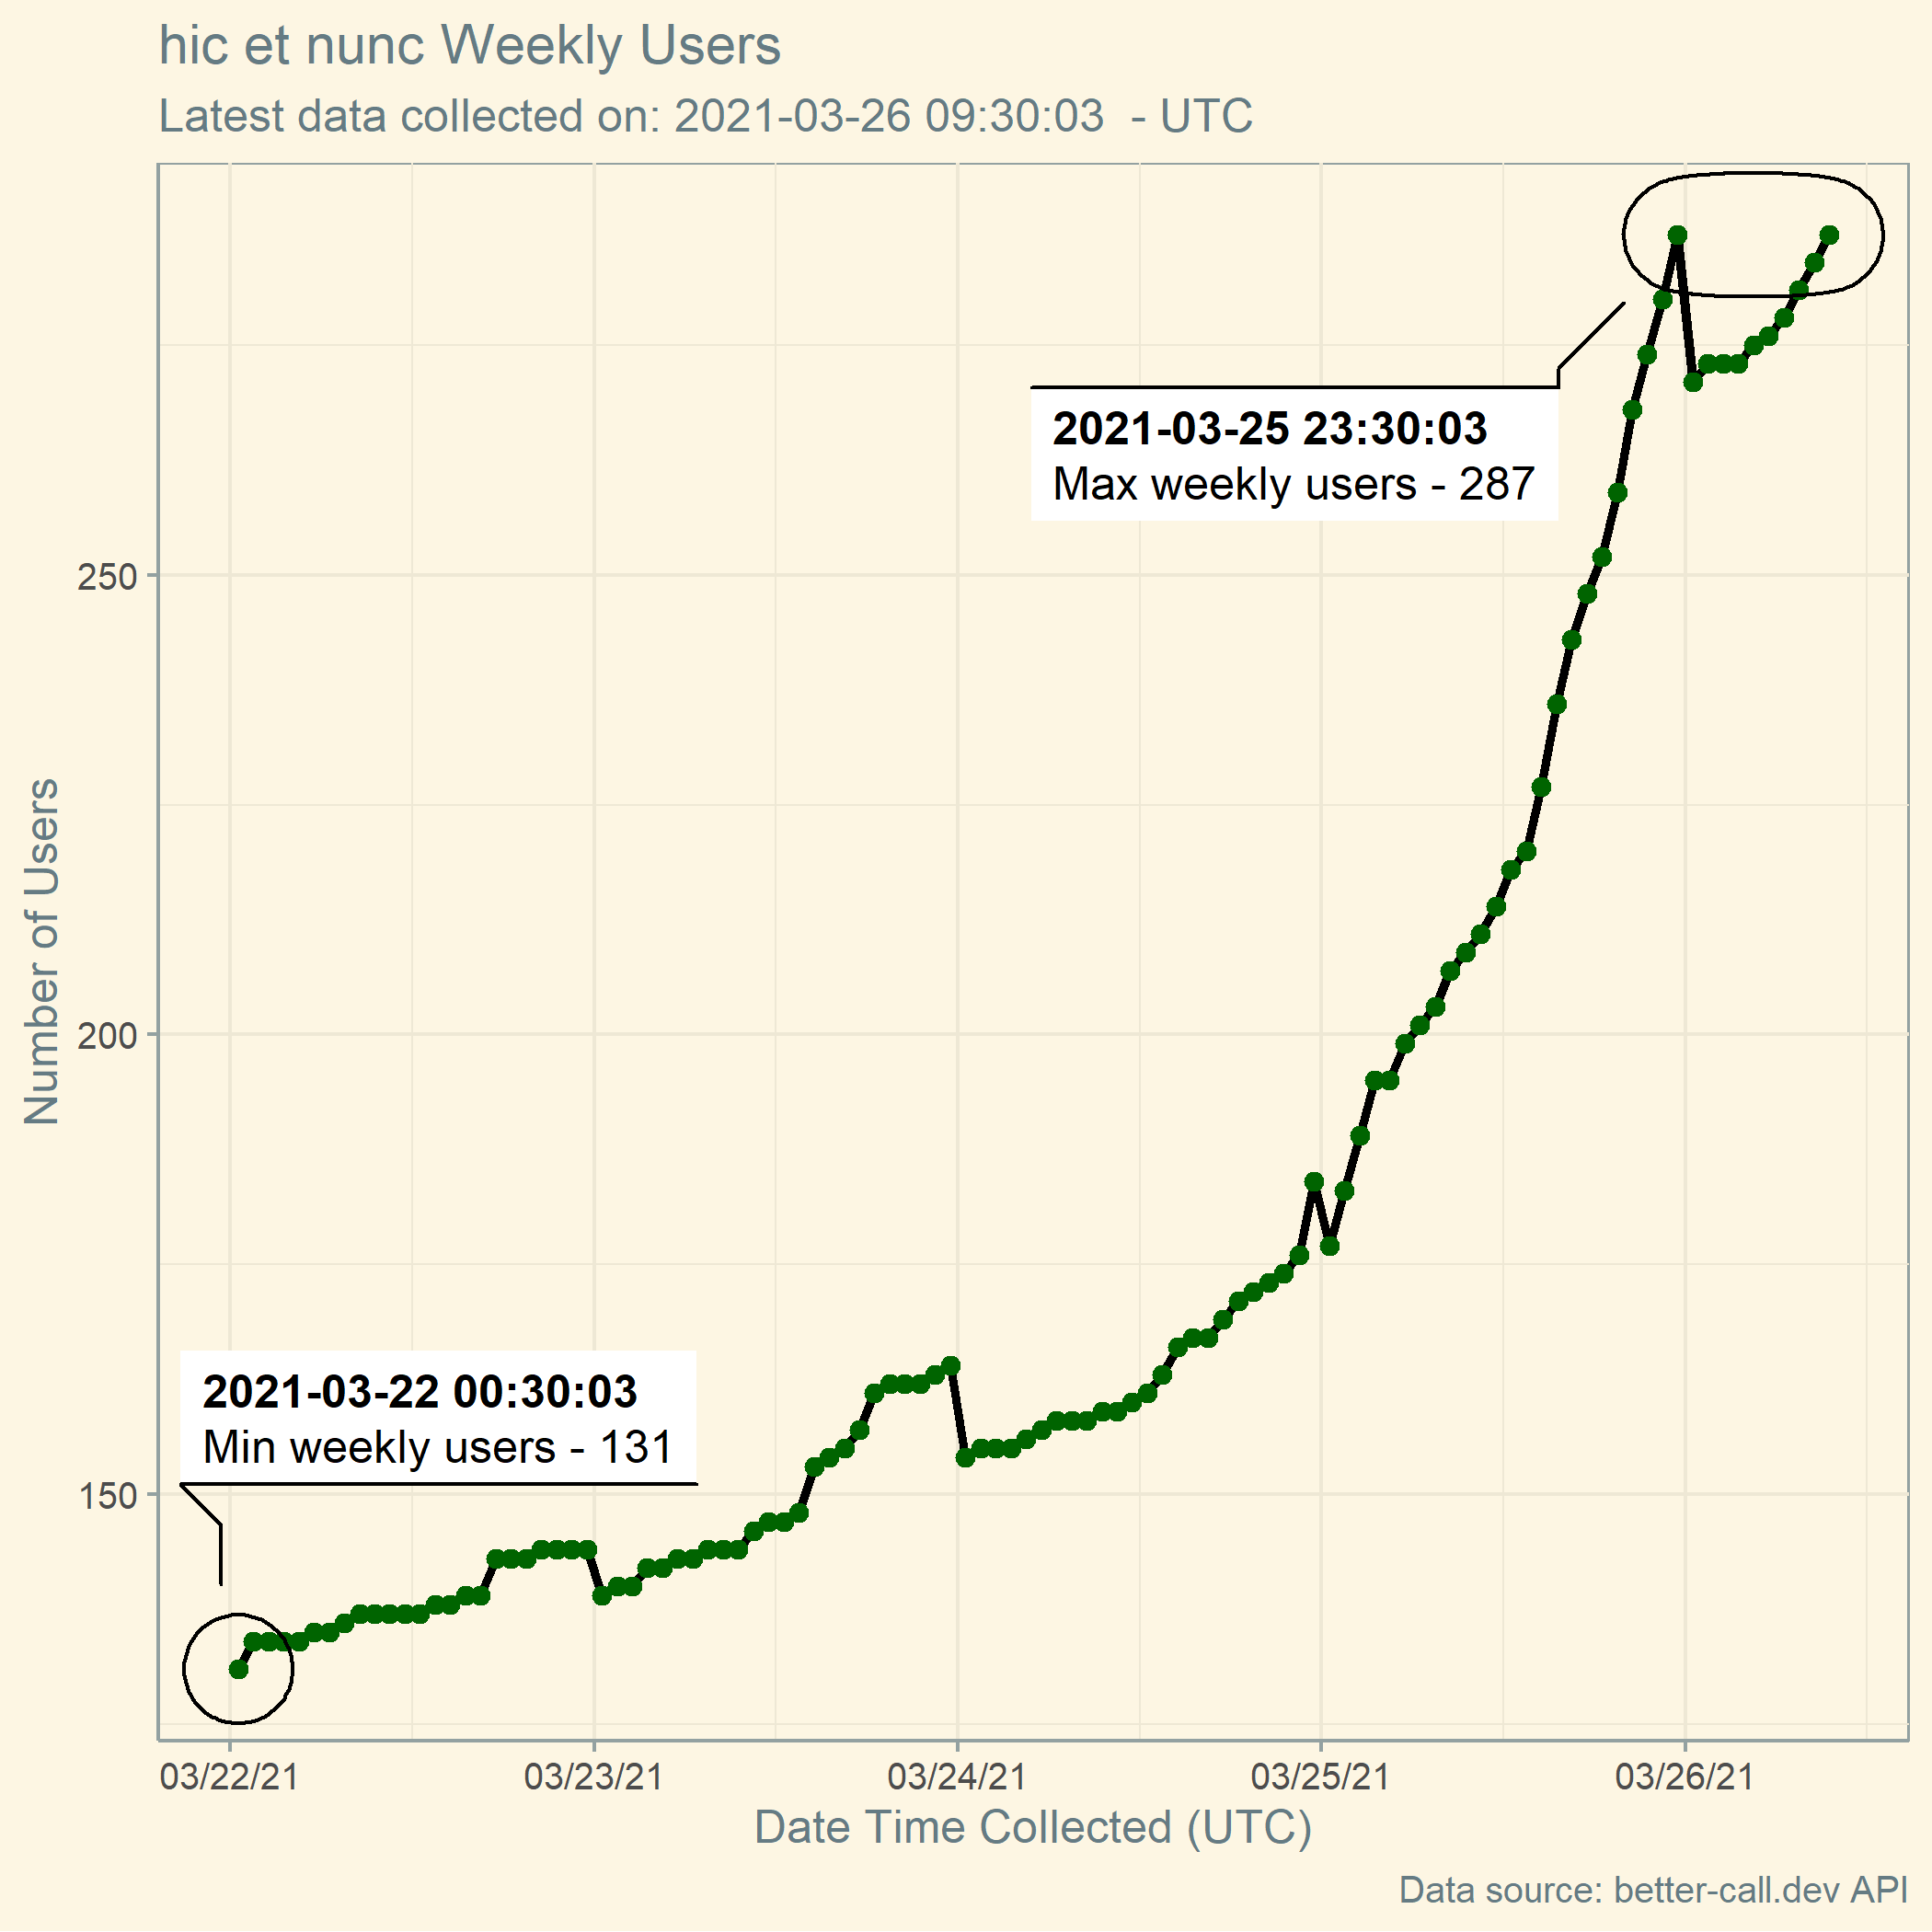 hic et nunc Weekly Users
Latest data collected on: 2021-03-26 09:30:03  - UTC
2021-03-25 23:30:03
Max weekly users - 287
250
Number of Users
200
2021-03-22 00:30:03
Min weekly users - 131
150
03/22/21 03/23/21 03/24/21 03/25/21 03/26/21
Date Time Collected (UTC)
Data source: better-call.dev API